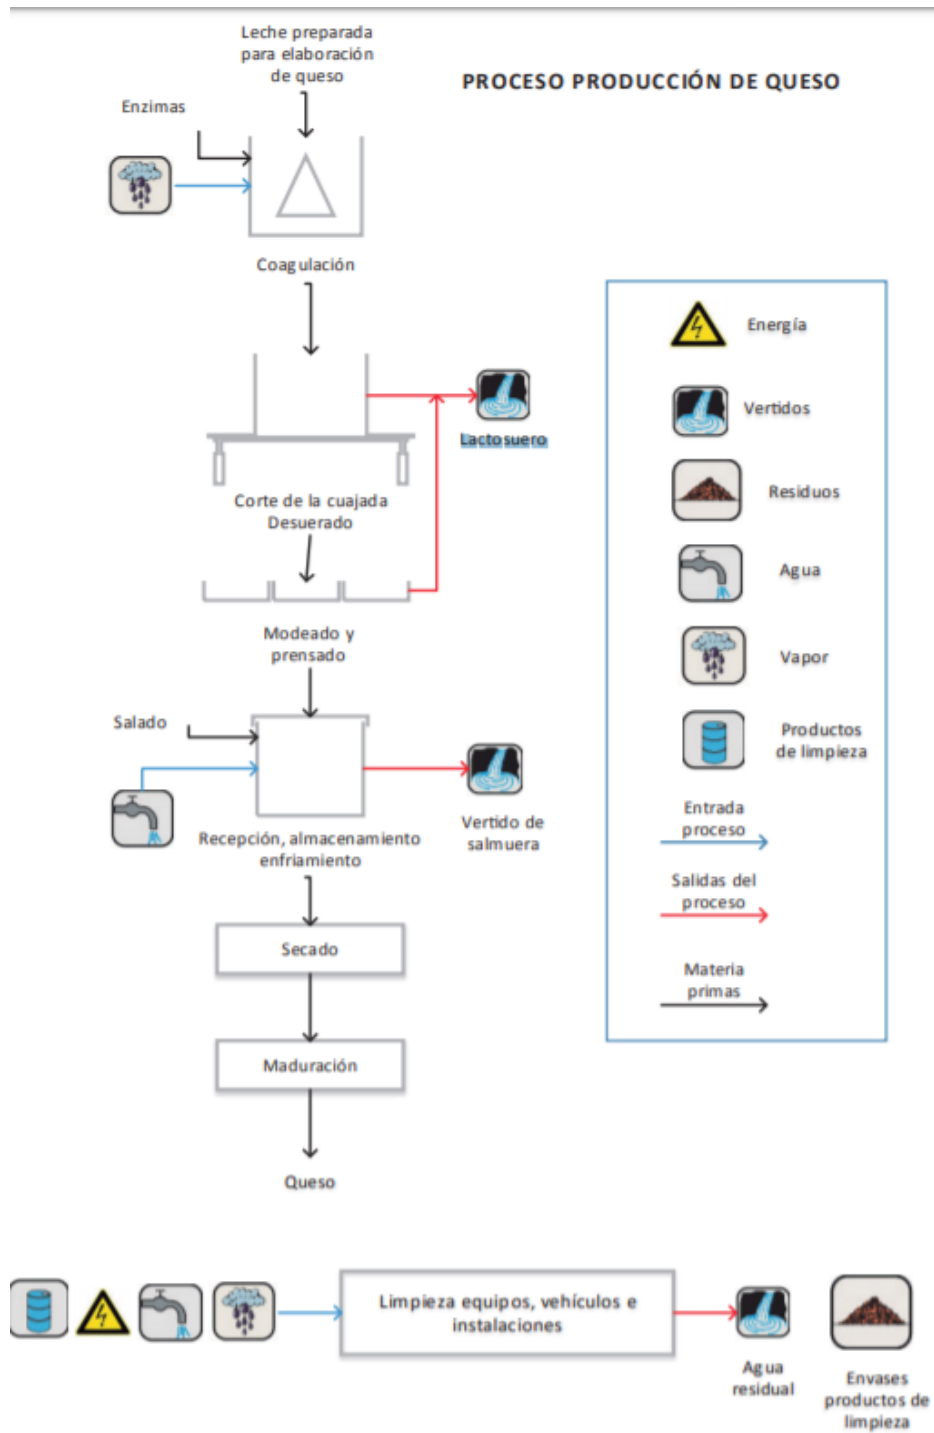 Leche preparada
para elaboración
de queso
PROCESO PRODUCCIÓN DE QUESO
Enzimas
Coagulación
Lactosuero
Corte de la cuajada
Desuerado
Modeado y
prensado
Salado
Vertido de
salmuera
Recepción, almacenamiento
enfriamiento
Secado
Maduración
Queso
Energía
Vertidos
Residuos
Agua
Vapor
Productos
de limpieza
Entrada
proceso
Salidas del
proceso
Materia
primas
Limpieza equipos, vehículos e
instalaciones
Agua
residual
Envases
productos de
limpieza